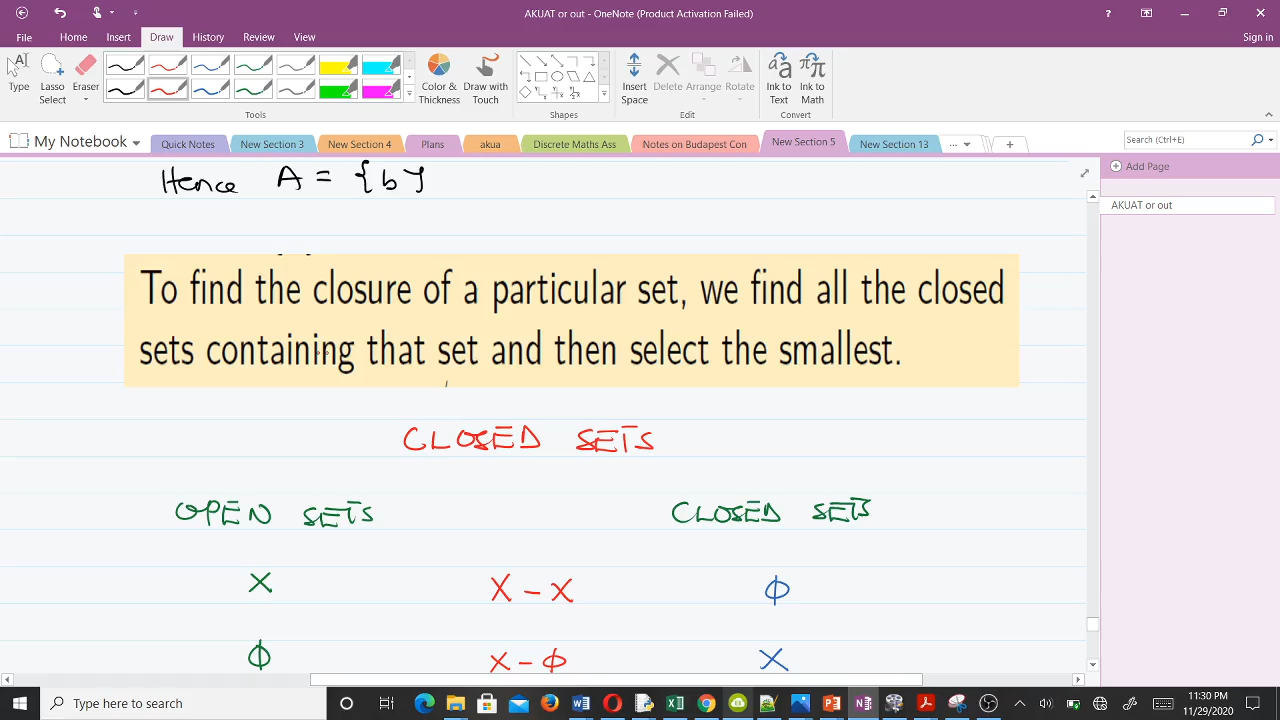 AKUAT or out - OneNote (Product Activation Failed)
File Home Insert Draw History Review View Sign in
Type Lasso Select Eraser Color & Thickness Draw with Touch Insert Space Delete Arrange Rotate Ink to Text Ink to Math
Tools Shapes Edit Convert
My Notebook Quick Notes New Section 3 New Section 4 Plans akua Discrete Maths Ass Notes on Budapest Con New Section 5 New Section 13 ... Search (Ctrl+E)
Add Page
AKUAT or out
Hence A = {b}
To find the closure of a particular set, we find all the closed
sets containing that set and then select the smallest.
CLOSED SETS
OPEN SETS CLOSED SETS
X X - X ϕ
ϕ X - ϕ X
Type here to search
11:30 PM
11/29/2020